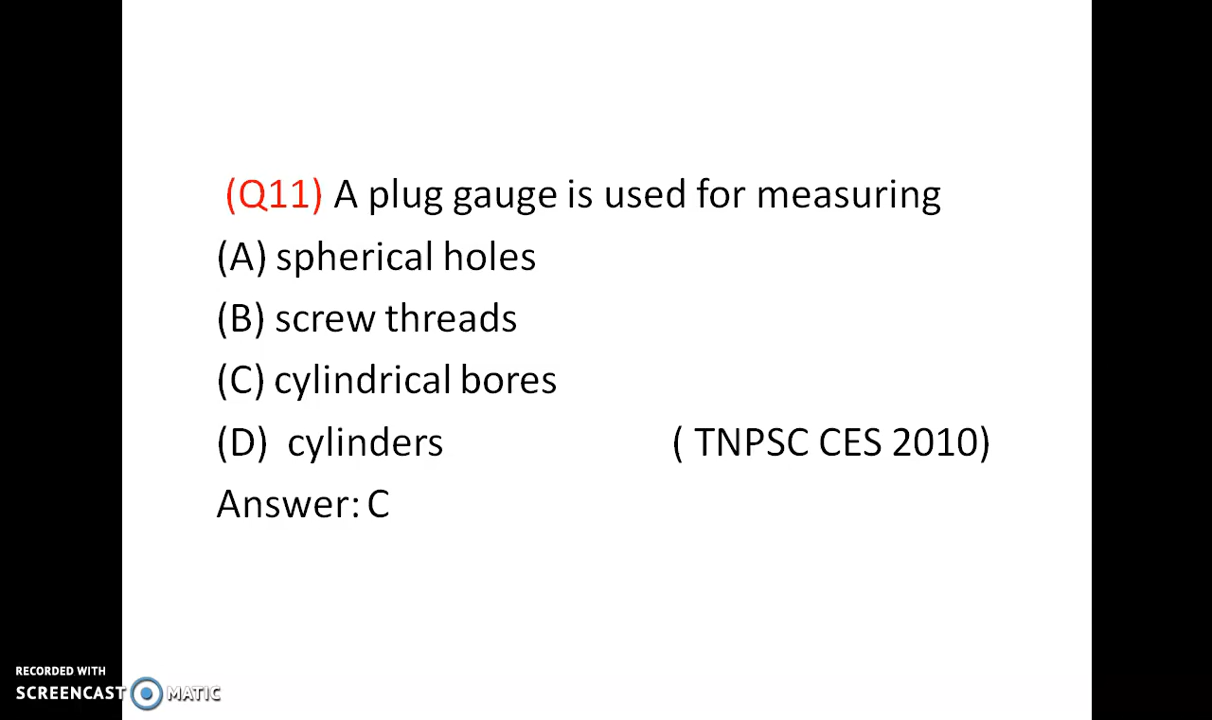 (Q11) A plug gauge is used for measuring
(A) spherical holes
(B) screw threads
(C) cylindrical bores
(D) cylinders ( TNPSC CES 2010)
Answer: C
RECORDED WITH
SCREENCAST MATIC